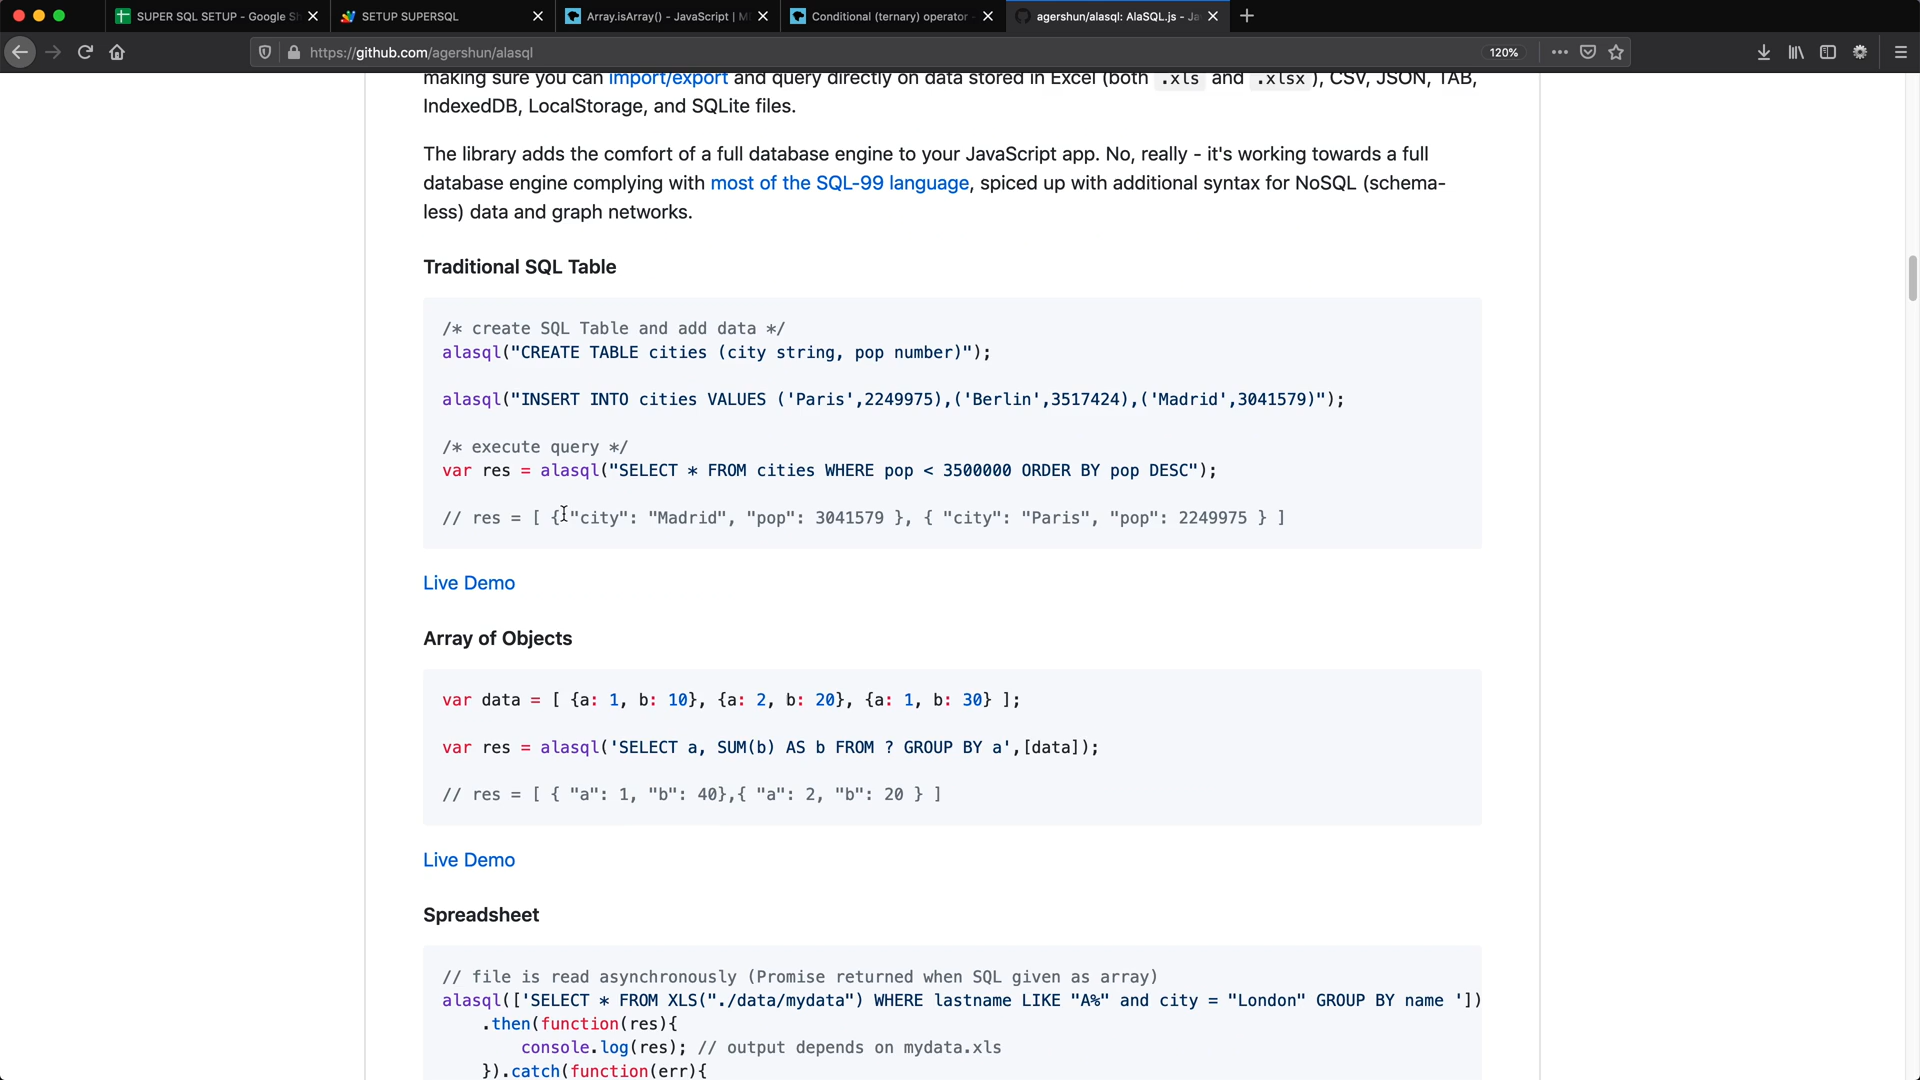 SUPER SQL SETUP - Google Sh
SETUP SUPERSQL
Array.isArray() - JavaScript | M
Conditional (ternary) operator -
agershun/alasql: AlaSQL.js - Ja
https://github.com/agershun/alasql
120%
making sure you can import/export and query directly on data stored in Excel (both .xls and .xlsx), CSV, JSON, TAB,
IndexedDB, LocalStorage, and SQLite files.
The library adds the comfort of a full database engine to your JavaScript app. No, really - it's working towards a full
database engine complying with most of the SQL-99 language, spiced up with additional syntax for NoSQL (schema-
less) data and graph networks.
Traditional SQL Table
/* create SQL Table and add data */
alasql("CREATE TABLE cities (city string, pop number)");
alasql("INSERT INTO cities VALUES ('Paris',2249975),('Berlin',3517424),('Madrid',3041579)");
/* execute query */
var res = alasql("SELECT * FROM cities WHERE pop < 3500000 ORDER BY pop DESC");
// res = [ { "city": "Madrid", "pop": 3041579 }, { "city": "Paris", "pop": 2249975 } ]
Live Demo
Array of Objects
var data = [ {a: 1, b: 10}, {a: 2, b: 20}, {a: 1, b: 30} ];
var res = alasql('SELECT a, SUM(b) AS b FROM ? GROUP BY a',[data]);
// res = [ { "a": 1, "b": 40},{ "a": 2, "b": 20 } ]
Live Demo
Spreadsheet
// file is read asynchronously (Promise returned when SQL given as array)
alasql(['SELECT * FROM XLS("./data/mydata") WHERE lastname LIKE "A%" and city = "London" GROUP BY name '])
.then(function(res){
console.log(res); // output depends on mydata.xls
}).catch(function(err){